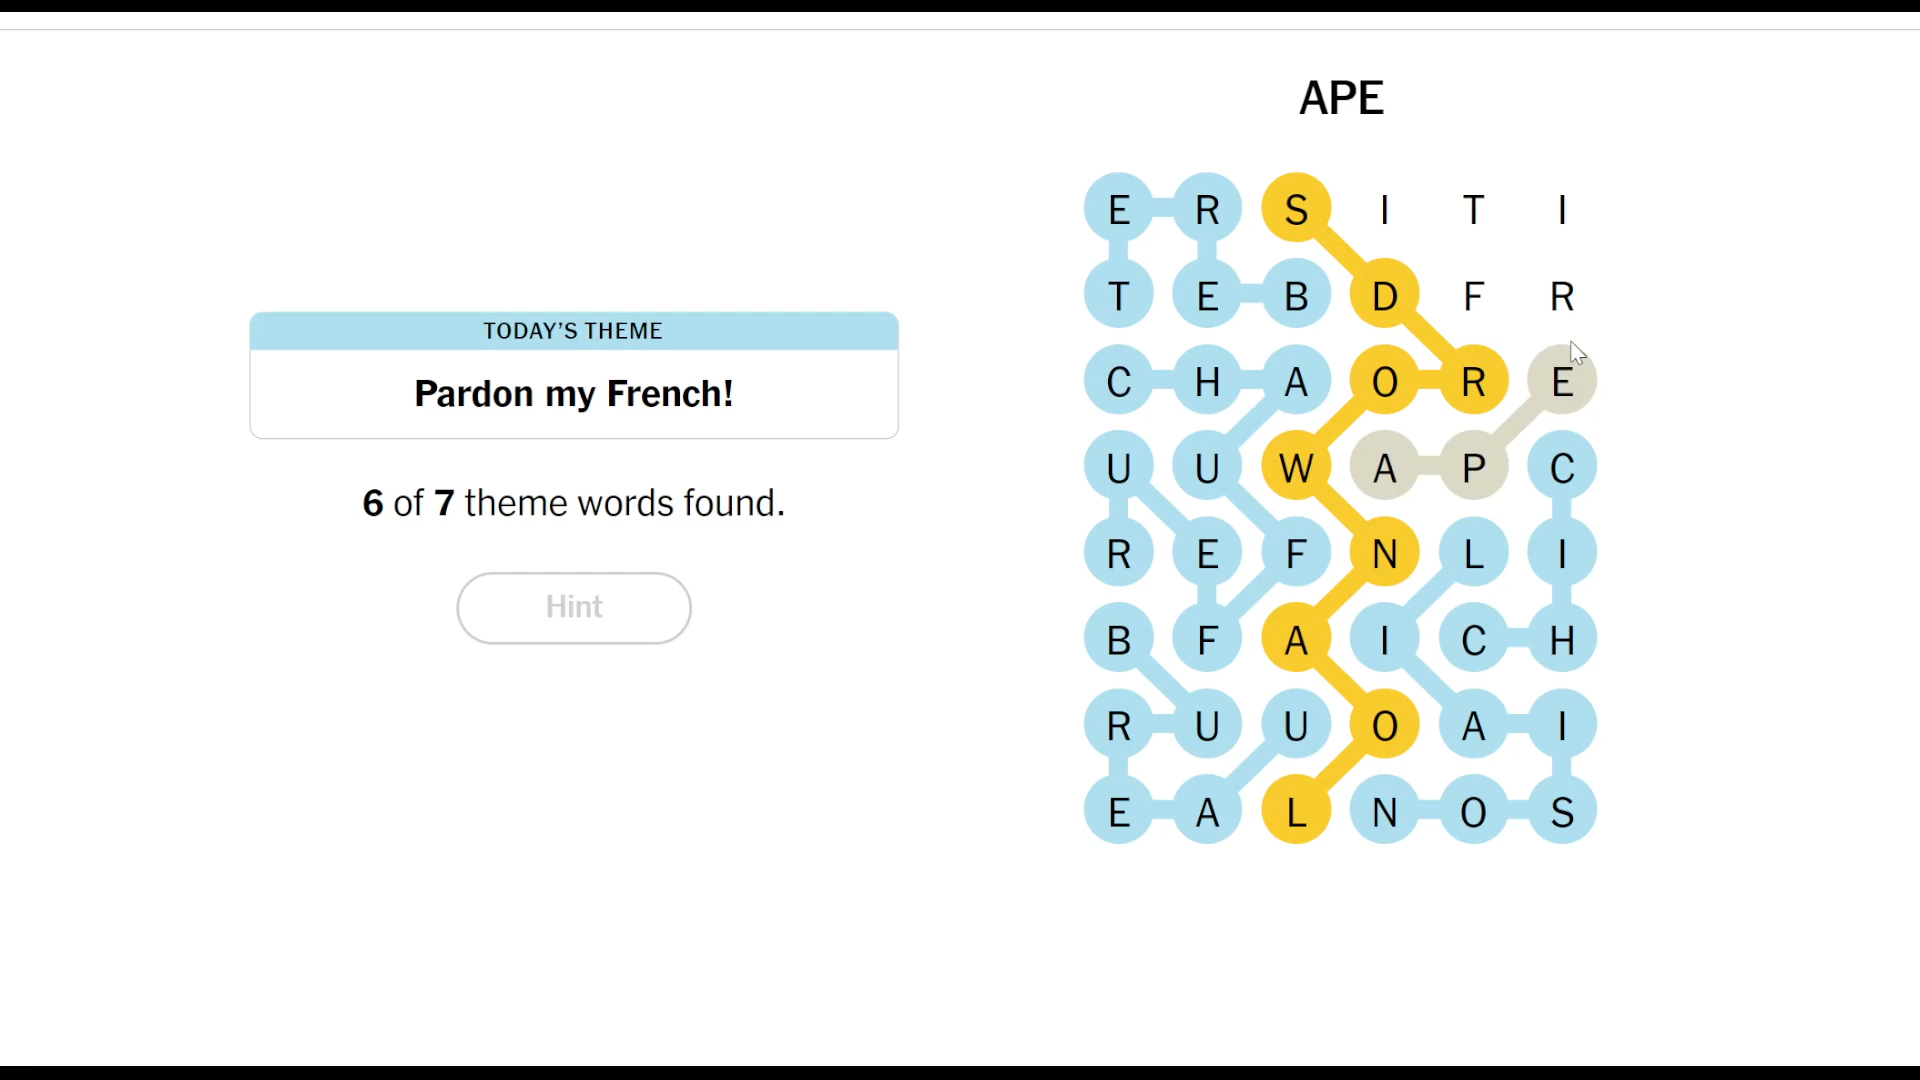 APE
TODAY'S THEME
Pardon my French!
6 of 7 theme words found.
Hint
E R S I T I
T E B D F R
C H A O R E
U U W A P C
R E F N L I
B F A I C H
R U U O A I
E A L N O S